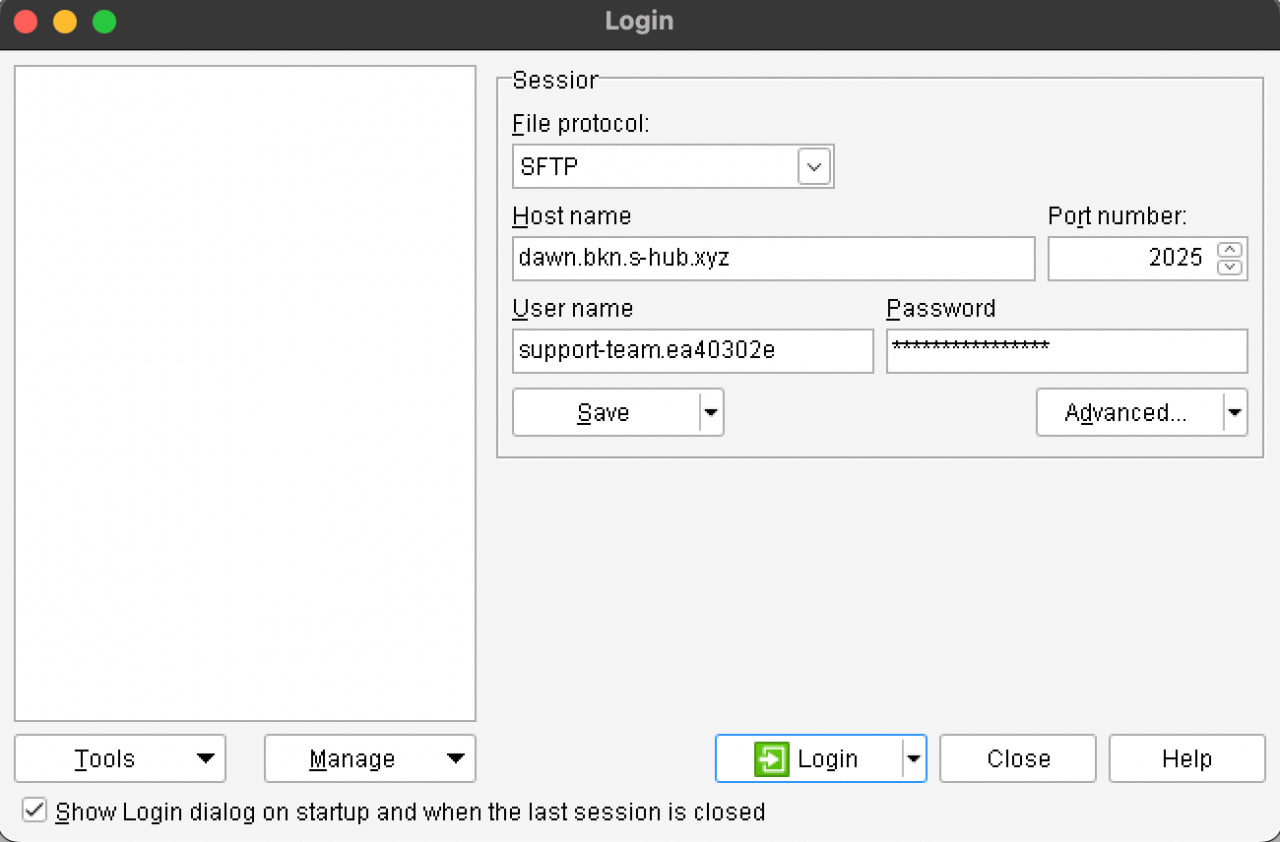 Login
Session
File protocol:
SFTP
Host name
Port number:
dawn.bkn.s-hub.xyz
2025
User name
Password
support-team.ea40302e
****************
Save
Advanced...
Tools
Manage
Login
Close
Help
Show Login dialog on startup and when the last session is closed